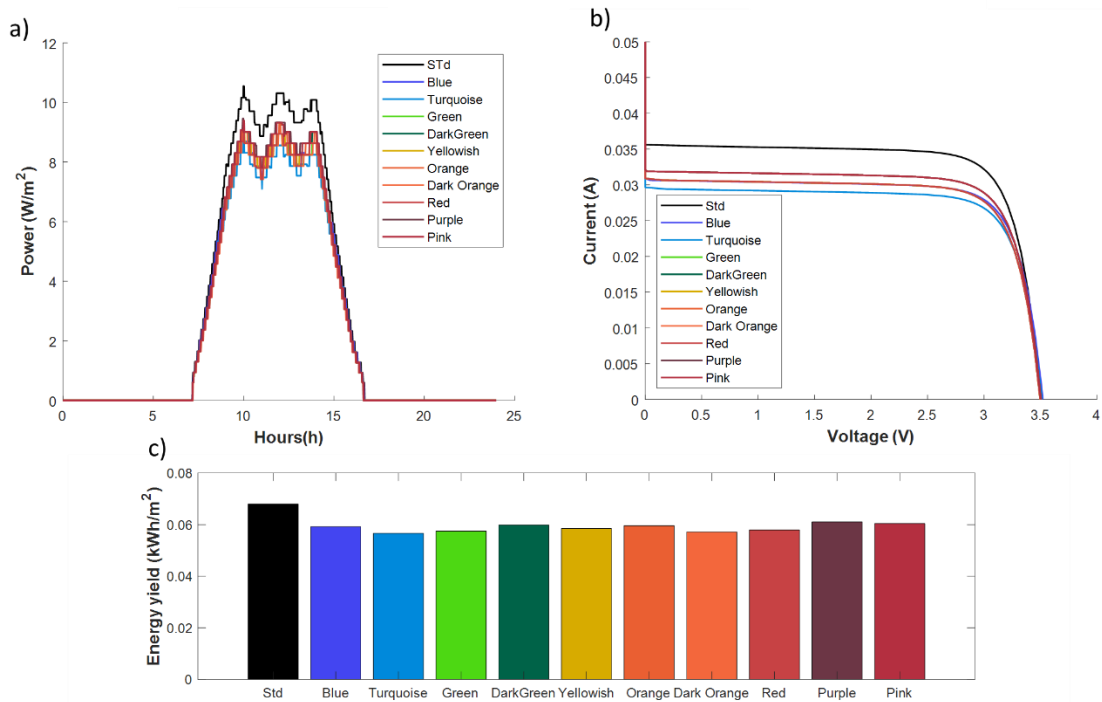 a)
12
10
8
6
4
2
0
Power (W/m²)
0 5 10 15 20 25
Hours(h)
STd
Blue
Turquoise
Green
DarkGreen
Yellowish
Orange
Dark Orange
Red
Purple
Pink
b)
0.05
0.045
0.04
0.035
0.03
0.025
0.02
0.015
0.01
0.005
0
Current (A)
0 0.5 1 1.5 2 2.5 3 3.5 4
Voltage (V)
Std
Blue
Turquoise
Green
DarkGreen
Yellowish
Orange
Dark Orange
Red
Purple
Pink
c)
0.08
0.06
0.04
0.02
0
Energy yield (kWh/m²)
Std Blue Turquoise Green DarkGreen Yellowish Orange Dark Orange Red Purple Pink